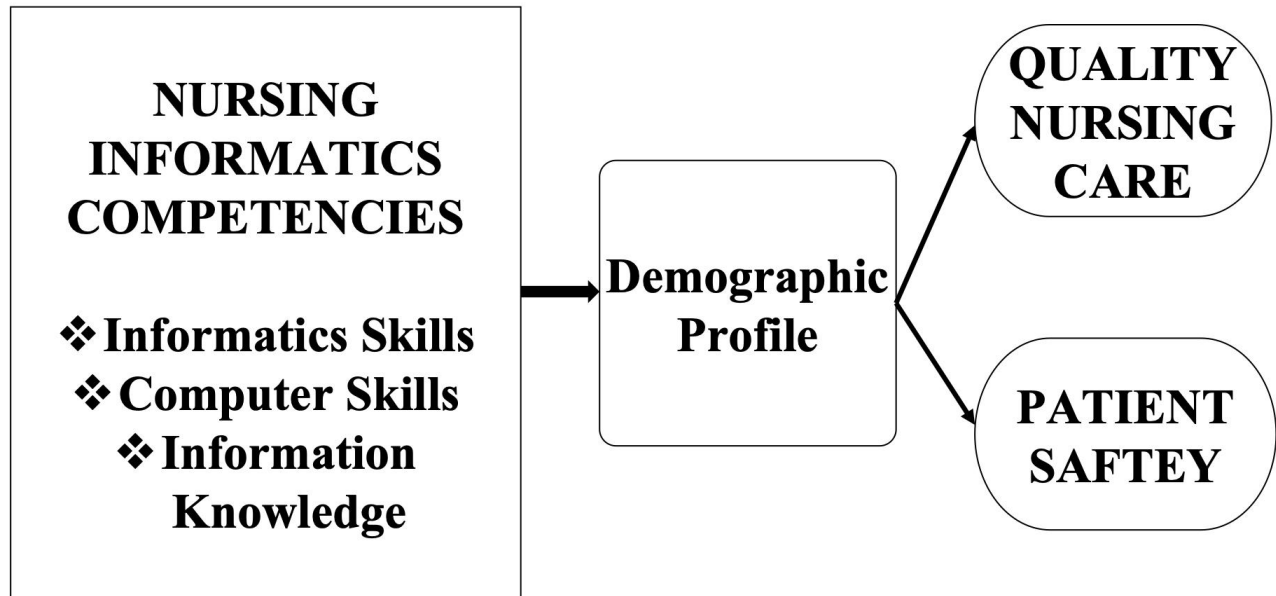 NURSING
INFORMATICS
COMPETENCIES
❖ Informatics Skills
❖ Computer Skills
❖ Information
Knowledge
Demographic
Profile
QUALITY
NURSING
CARE
PATIENT
SAFTEY